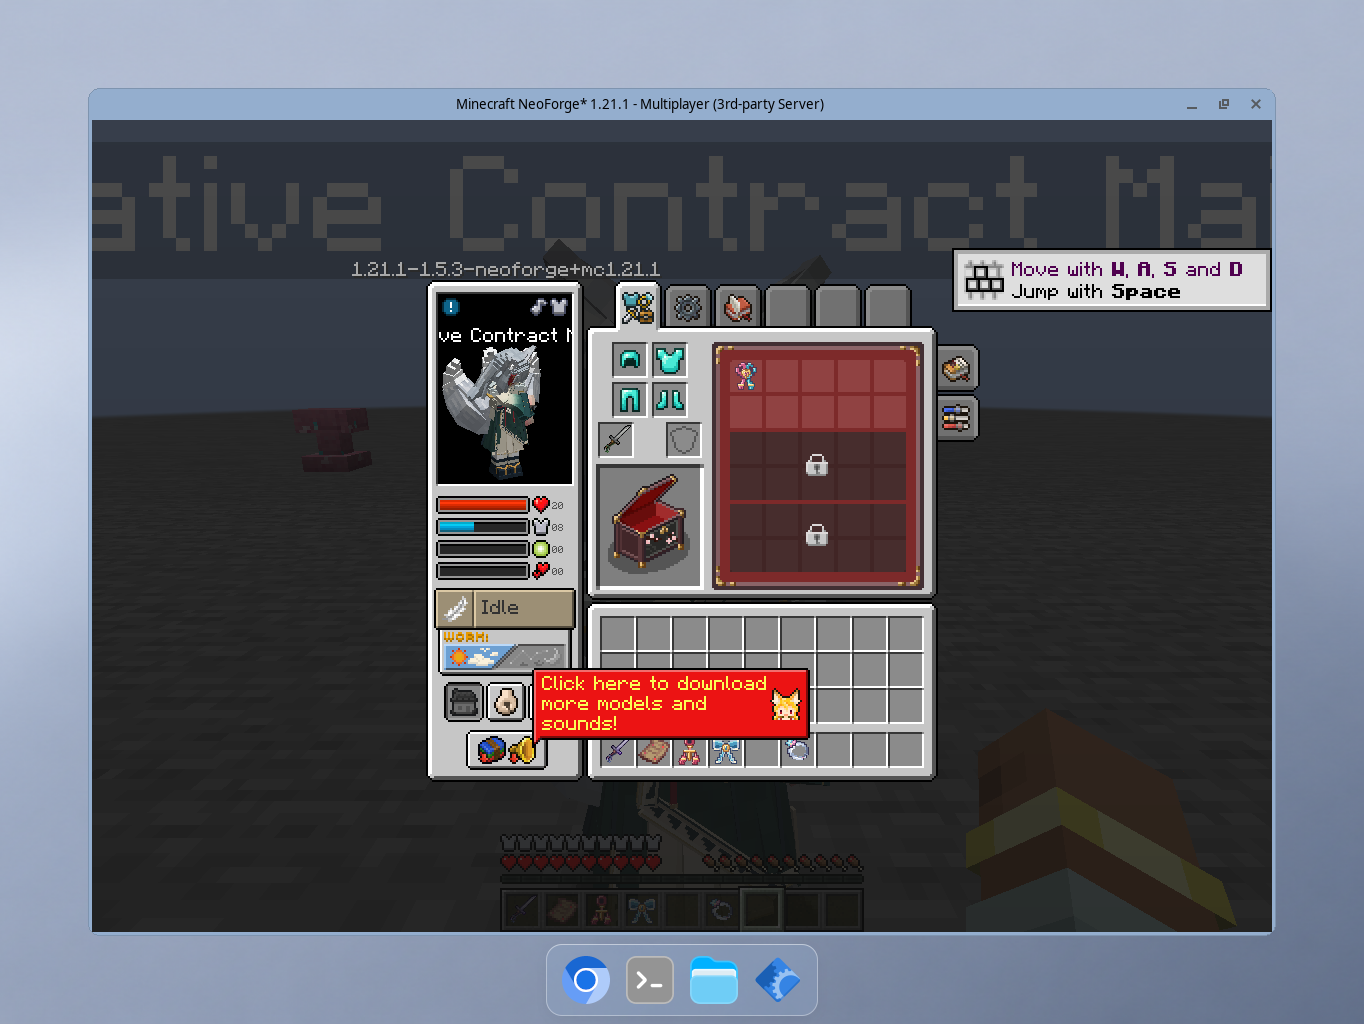 Minecraft NeoForge* 1.21.1 - Multiplayer (3rd-party Server)
ative Contract Ma
1.21.1-1.5.3-neoforge+mc1.21.1
Move with W, A, S and D
Jump with Space
ve Contract M
20
08
00
00
Idle
WORK:
Click here to download
more models and
sounds!